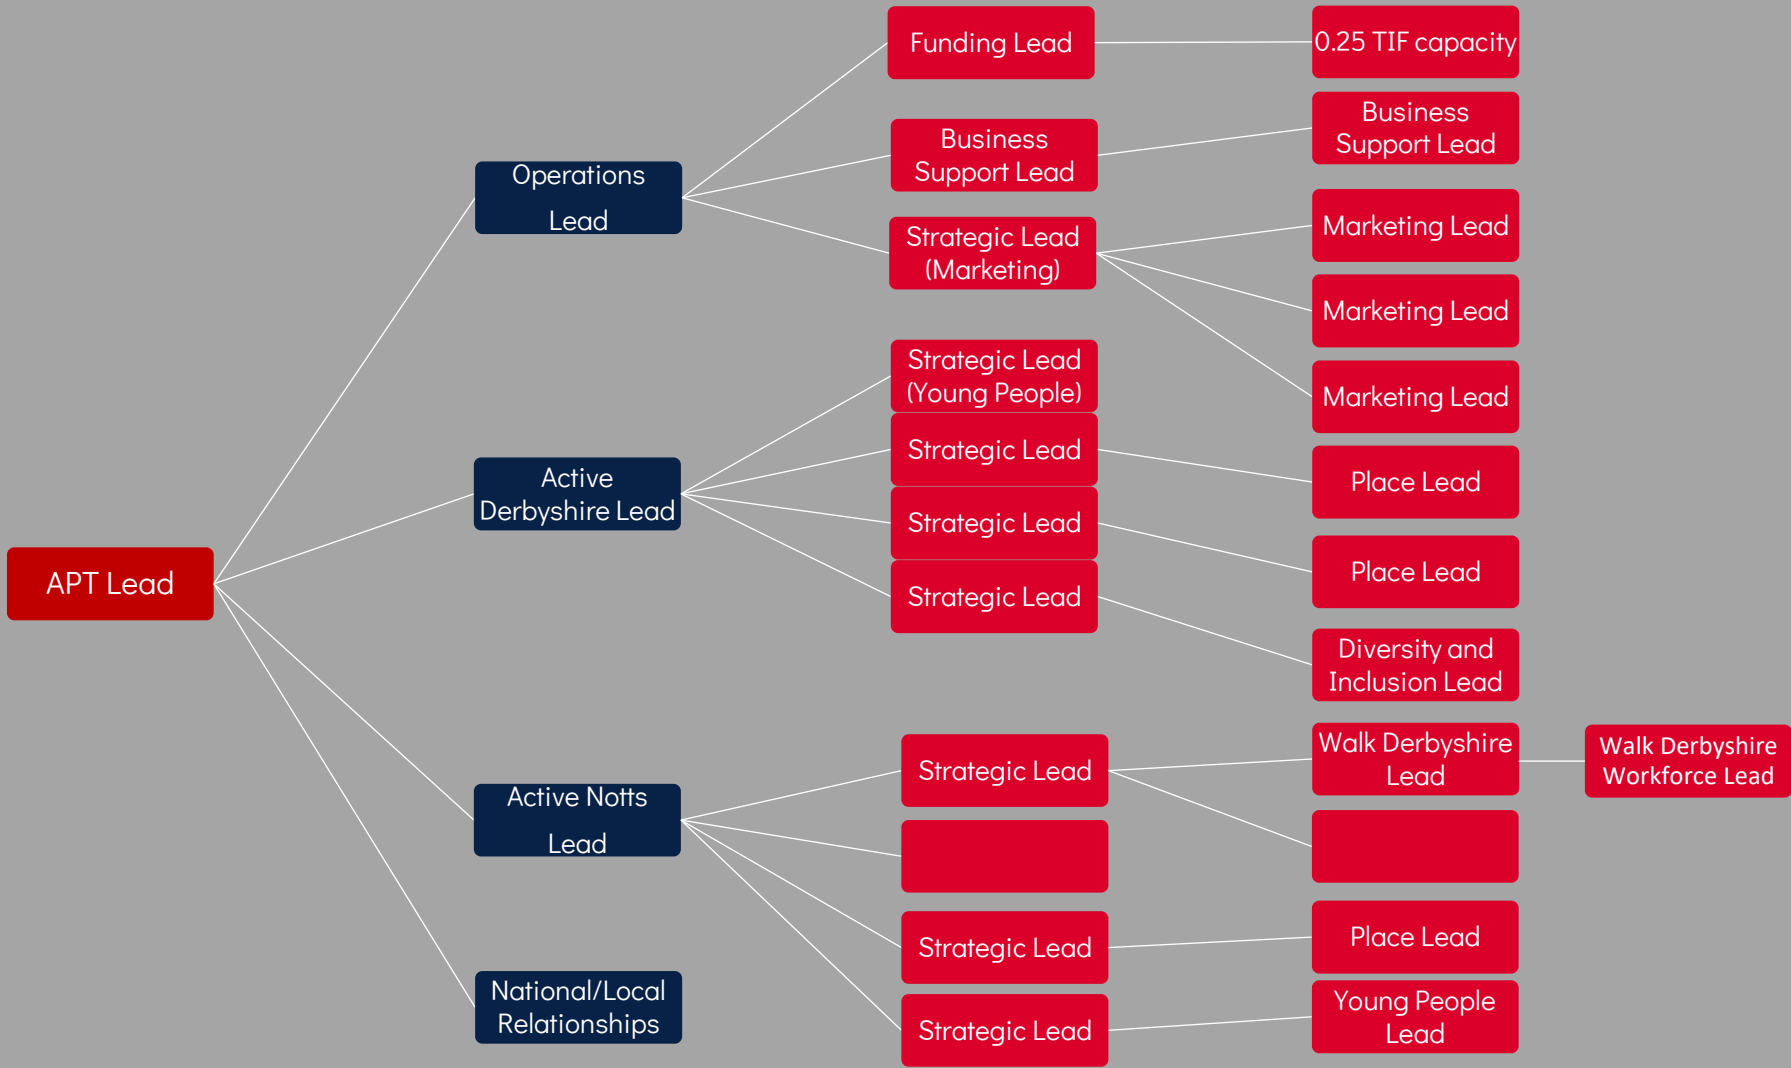 APT Lead
Operations
Lead
Active
Derbyshire Lead
Active Notts
Lead
National/Local
Relationships
Funding Lead
Business
Support Lead
Strategic Lead
(Marketing)
Strategic Lead
(Young People)
Strategic Lead
Strategic Lead
Strategic Lead
Strategic Lead
Strategic Lead
Strategic Lead
0.25 TIF capacity
Business
Support Lead
Marketing Lead
Marketing Lead
Marketing Lead
Place Lead
Place Lead
Diversity and
Inclusion Lead
Walk Derbyshire
Lead
Place Lead
Young People
Lead
Walk Derbyshire
Workforce Lead